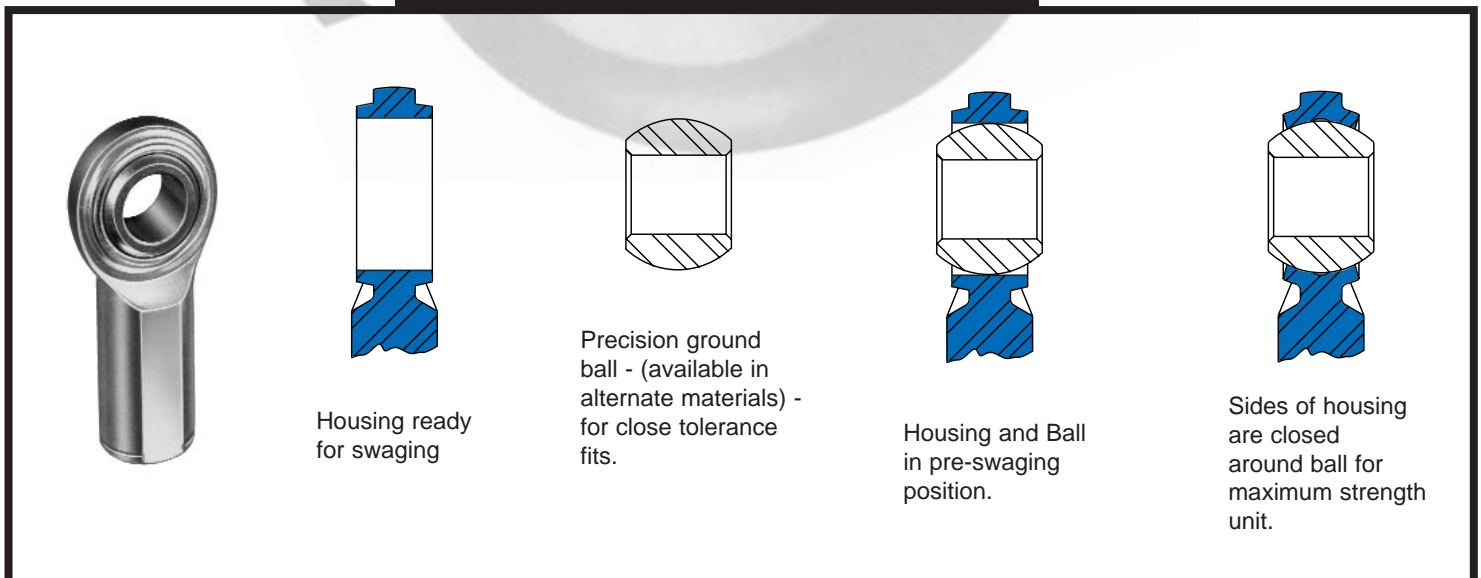 Housing ready
for swaging
Precision ground
ball - (available in
alternate materials) -
for close tolerance
fits.
Housing and Ball
in pre-swaging
position.
Sides of housing
are closed
around ball for
maximum strength
unit.